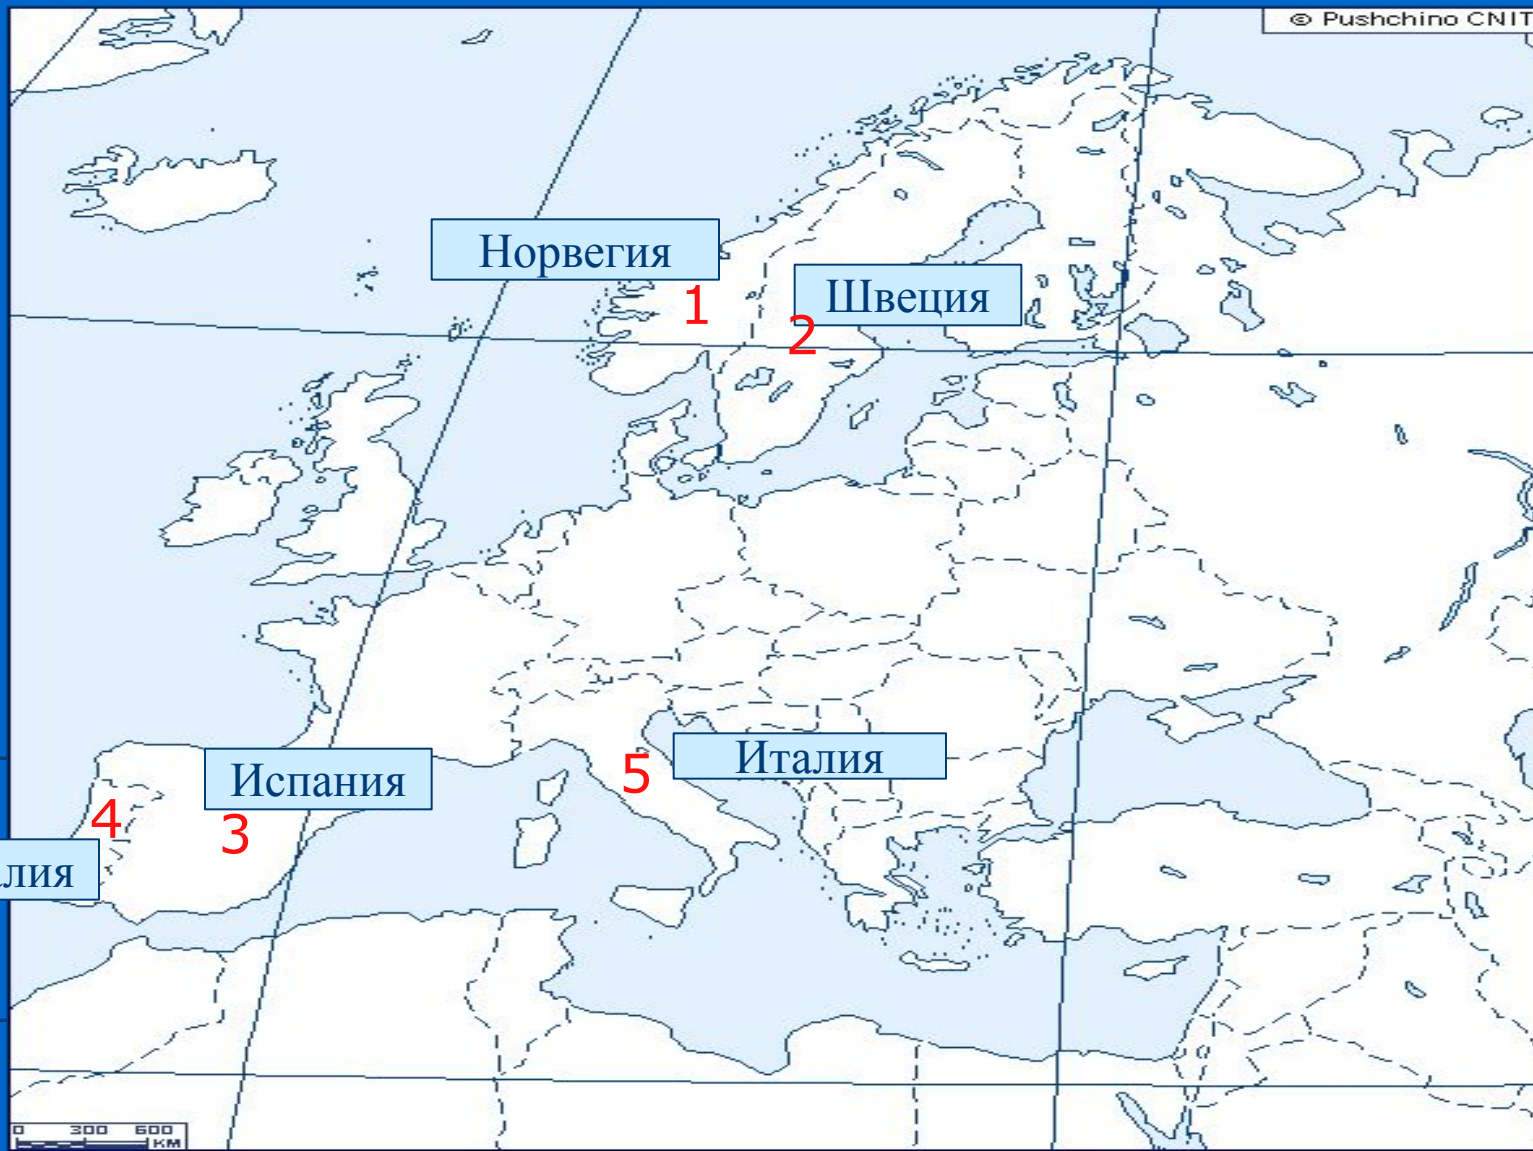 © Pushchino CNIT
Норвегия
1
Швеция
2
Италия
5
Испания
4
3
лия
0 300 600
КМ